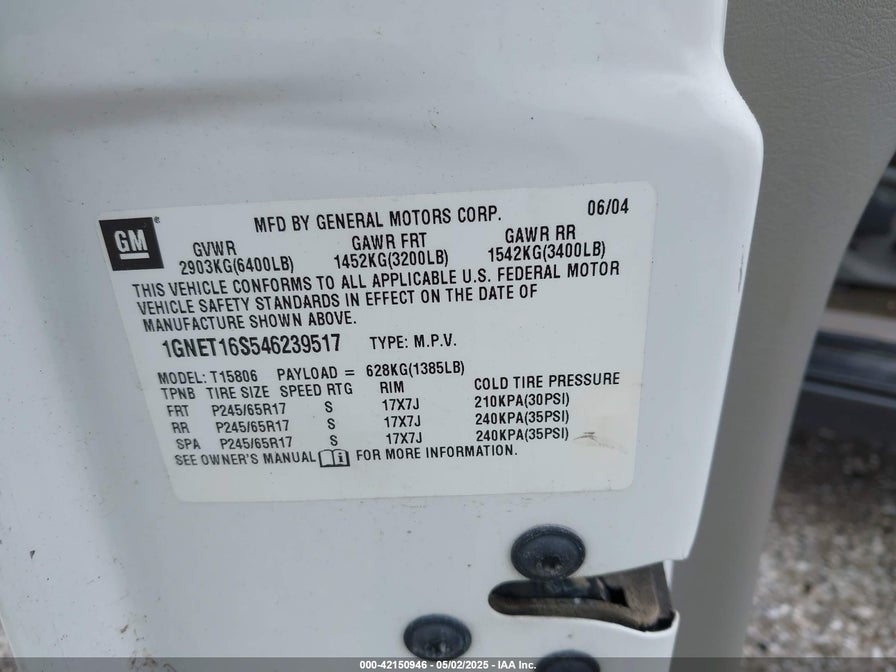 GM®
MFD BY GENERAL MOTORS CORP. 06/04
GVWR GAWR FRT GAWR RR
2903KG(6400LB) 1452KG(3200LB) 1542KG(3400LB)
THIS VEHICLE CONFORMS TO ALL APPLICABLE U.S. FEDERAL MOTOR
VEHICLE SAFETY STANDARDS IN EFFECT ON THE DATE OF
MANUFACTURE SHOWN ABOVE.
1GNET16S546239517 TYPE: M.P.V.
MODEL: T15806 PAYLOAD = 628KG(1385LB)
TPNB TIRE SIZE SPEED RTG RIM COLD TIRE PRESSURE
FRT P245/65R17 S 17X7J 210KPA(30PSI)
RR P245/65R17 S 17X7J 240KPA(35PSI)
SPA P245/65R17 S 17X7J 240KPA(35PSI)
SEE OWNER'S MANUAL i FOR MORE INFORMATION.
000-42150946 - 05/02/2025 - IAA Inc.